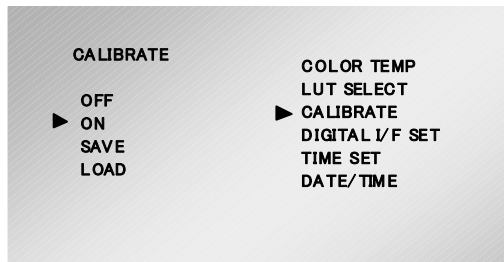 CALIBRATE
OFF
ON
SAVE
LOAD
COLOR TEMP
LUT SELECT
CALIBRATE
DIGITAL I/F SET
TIME SET
DATE/TIME